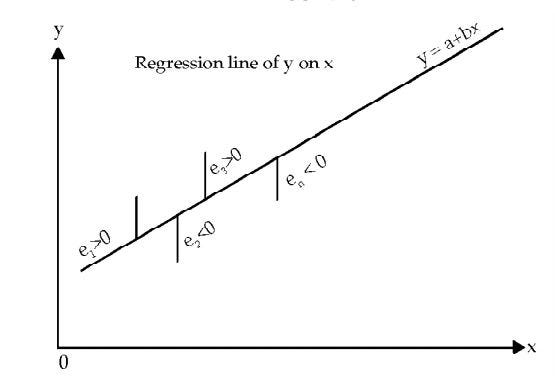 y
Regression line of y on x
y = a+bx
e₃>0
eₙ < 0
e₁>0
e₂<0
x
0